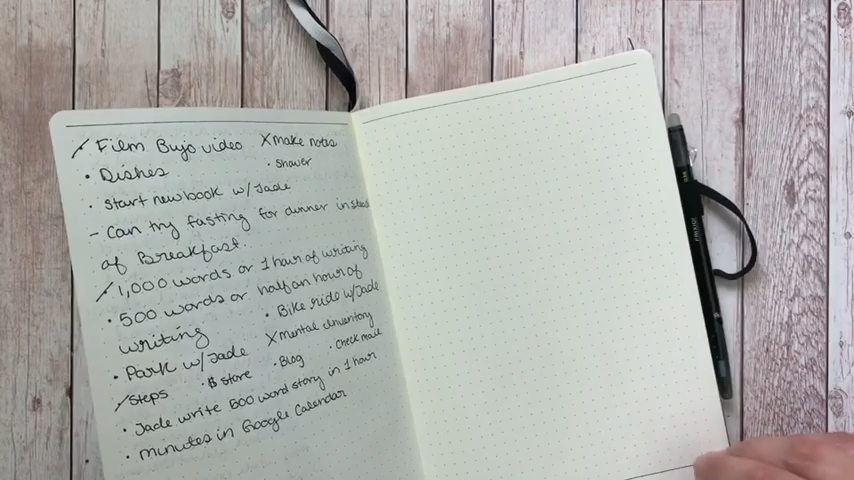 / Film Bujo video X make notes
• Dishes • shower
• start new book w/Jade
- Can try fasting for dinner instead
of Breakfast.
/ 1,000 words or 1 hour of writing
• 500 words or half an hour of
writing • Bike ride w/Jade
• Park w/Jade X mental inventory
/ Steps • store • Blog • check mail
• Jade write 500 word story in 1 hour
• minutes in Google Calendar